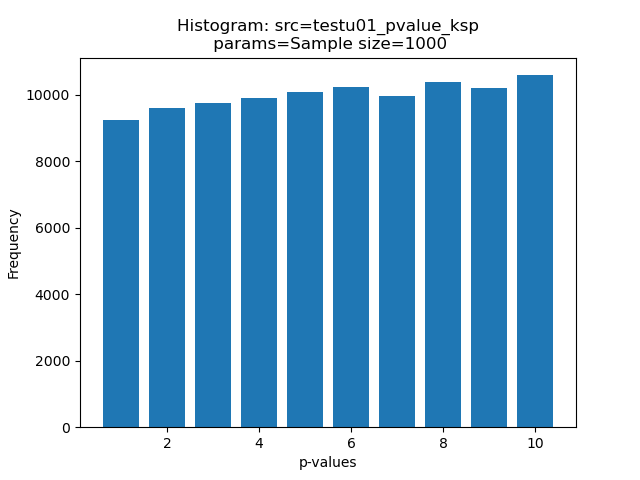 Histogram: src=testu01_pvalue_ksp
params=Sample size=1000
10000
8000
6000
4000
2000
0
Frequency
2 4 6 8 10
p-values